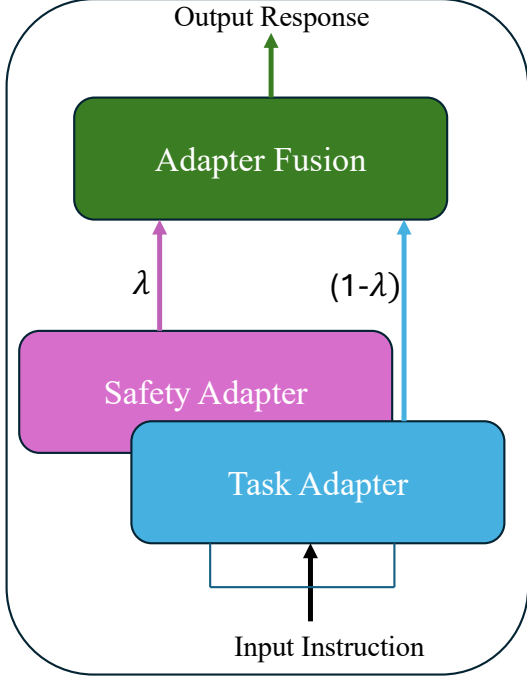 Output Response
Adapter Fusion
λ
(1-λ)
Safety Adapter
Task Adapter
Input Instruction